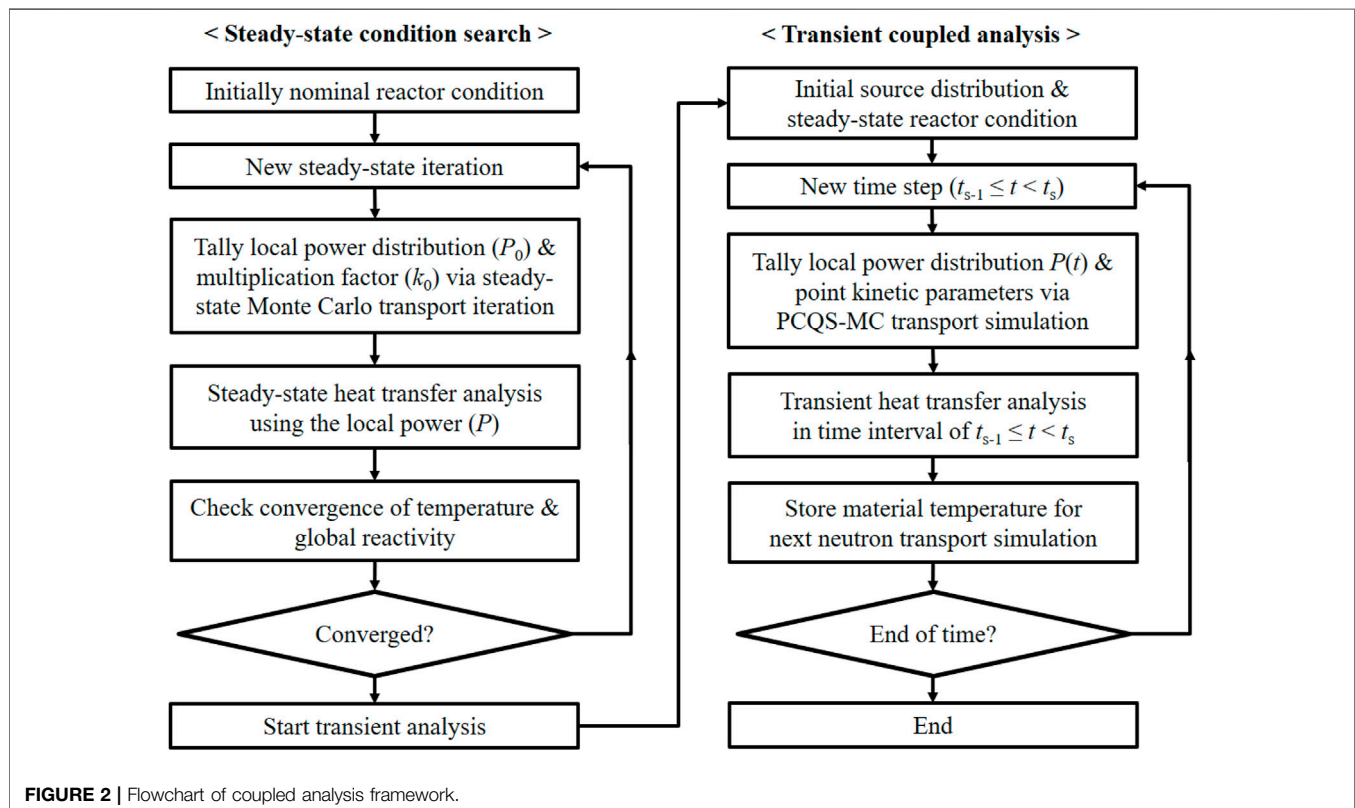 < Steady-state condition search >
Initially nominal reactor condition
New steady-state iteration
Tally local power distribution (P0) &
multiplication factor (k0) via steady-
state Monte Carlo transport iteration
Steady-state heat transfer analysis
using the local power (P)
Check convergence of temperature &
global reactivity
Converged?
Start transient analysis
< Transient coupled analysis >
Initial source distribution &
steady-state reactor condition
New time step (ts-1 ≤ t < ts)
Tally local power distribution P(t) &
point kinetic parameters via
PCQS-MC transport simulation
Transient heat transfer analysis
in time interval of ts-1 ≤ t < ts
Store material temperature for
next neutron transport simulation
End of time?
End
FIGURE 2 | Flowchart of coupled analysis framework.